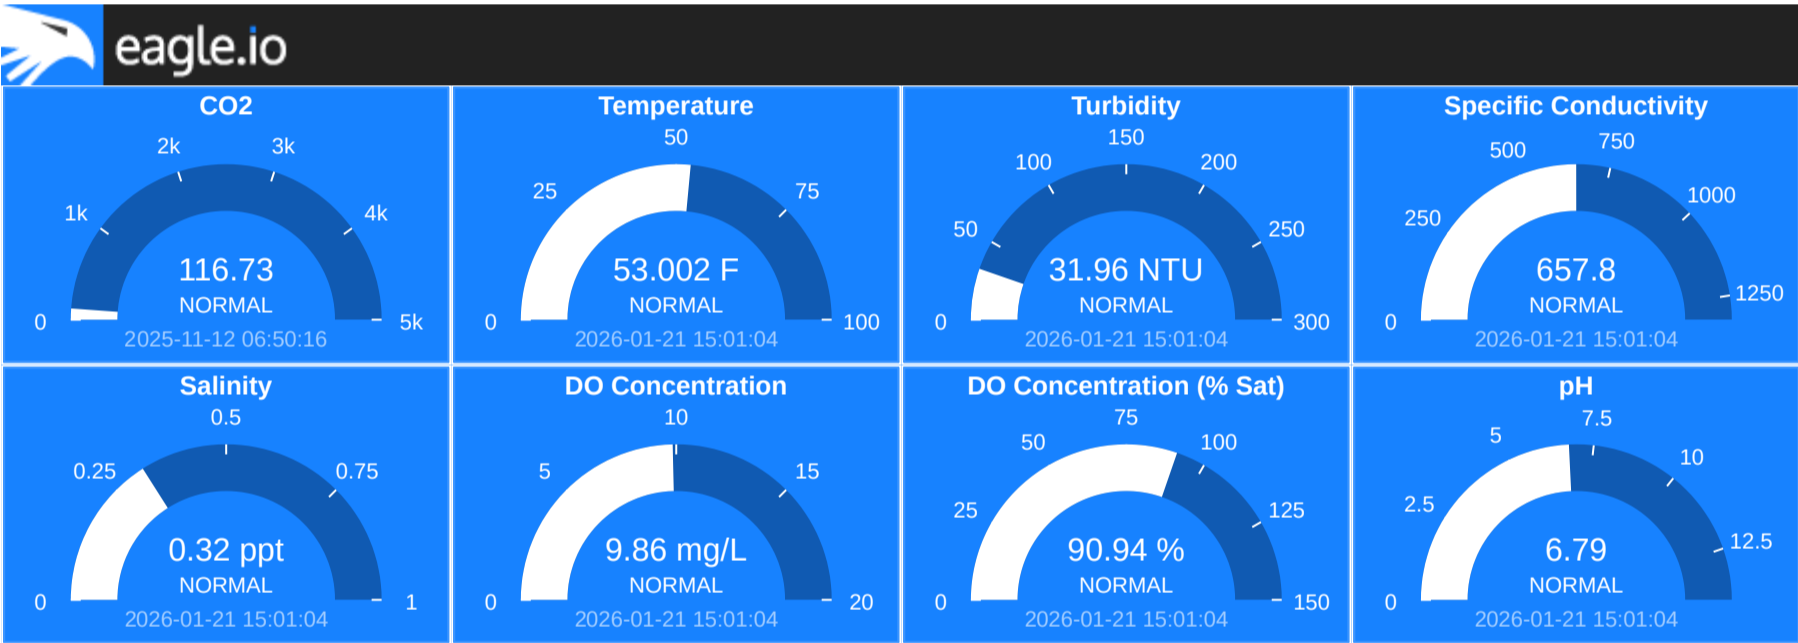 eagle.io
CO2
0
1k
2k
3k
4k
5k
116.73
NORMAL
2025-11-12 06:50:16
Temperature
0
25
50
75
100
53.002 F
NORMAL
2026-01-21 15:01:04
Turbidity
0
50
100
150
200
250
300
31.96 NTU
NORMAL
2026-01-21 15:01:04
Specific Conductivity
0
250
500
750
1000
1250
657.8
NORMAL
2026-01-21 15:01:04
Salinity
0
0.25
0.5
0.75
1
0.32 ppt
NORMAL
2026-01-21 15:01:04
DO Concentration
0
5
10
15
20
9.86 mg/L
NORMAL
2026-01-21 15:01:04
DO Concentration (% Sat)
0
25
50
75
100
125
150
90.94 %
NORMAL
2026-01-21 15:01:04
pH
0
2.5
5
7.5
10
12.5
6.79
NORMAL
2026-01-21 15:01:04